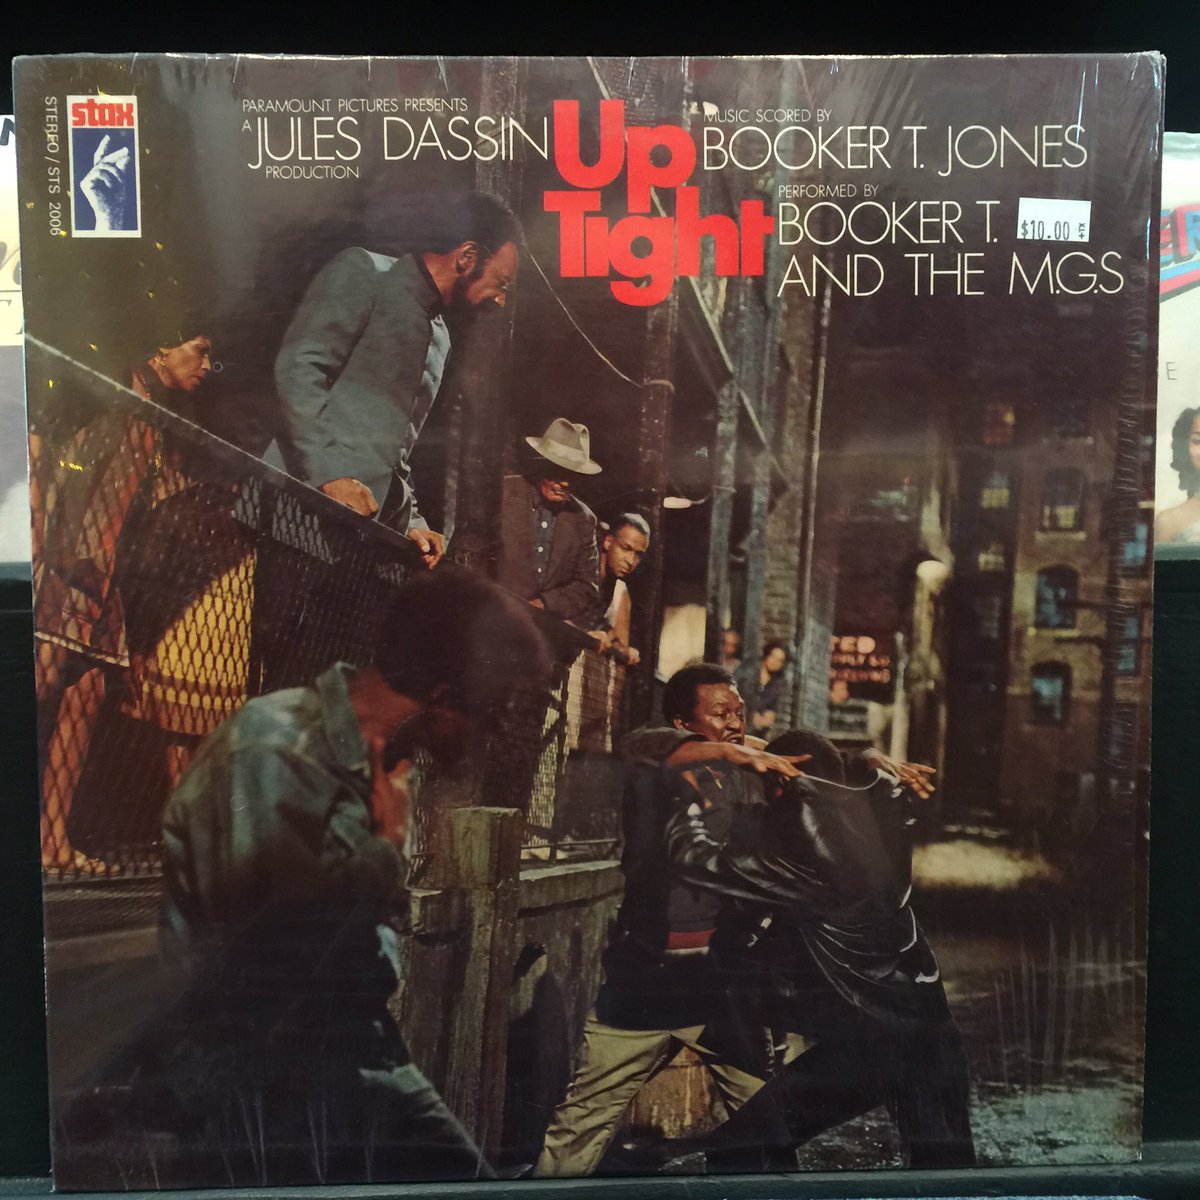 STEREO / STS 2006
stax
PARAMOUNT PICTURES PRESENTS
A JULES DASSIN
PRODUCTION
Up
Tight
MUSIC SCORED BY
BOOKER T. JONES
PERFORMED BY
BOOKER T.
AND THE M.G.S
$10.00 +TX